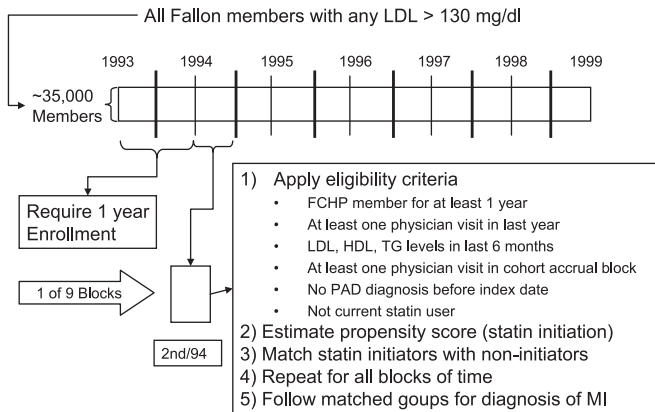 All Fallon members with any LDL > 130 mg/dl
1993 1994 1995 1996 1997 1998 1999
~35,000
Members
Require 1 year
Enrollment
1 of 9 Blocks
2nd/94
1) Apply eligibility criteria
• FCHP member for at least 1 year
• At least one physician visit in last year
• LDL, HDL, TG levels in last 6 months
• At least one physician visit in cohort accrual block
• No PAD diagnosis before index date
• Not current statin user
2) Estimate propensity score (statin initiation)
3) Match statin initiators with non-initiators
4) Repeat for all blocks of time
5) Follow matched goups for diagnosis of MI